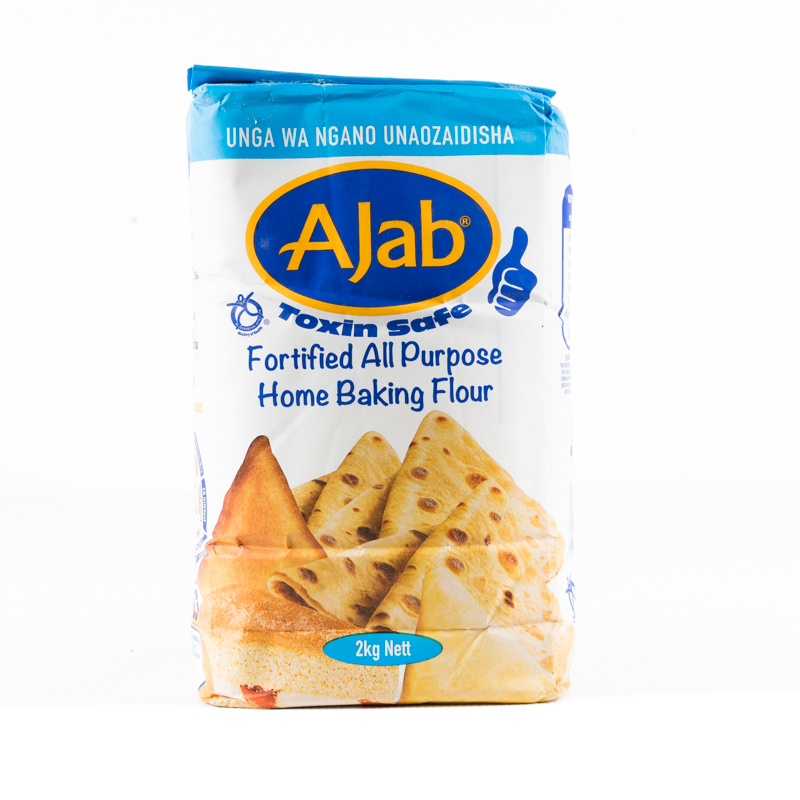 UNGA WA NGANO UNAOZAIDISHA
AJab®
Toxin Safe
Fortified All Purpose
Home Baking Flour
2kg Nett